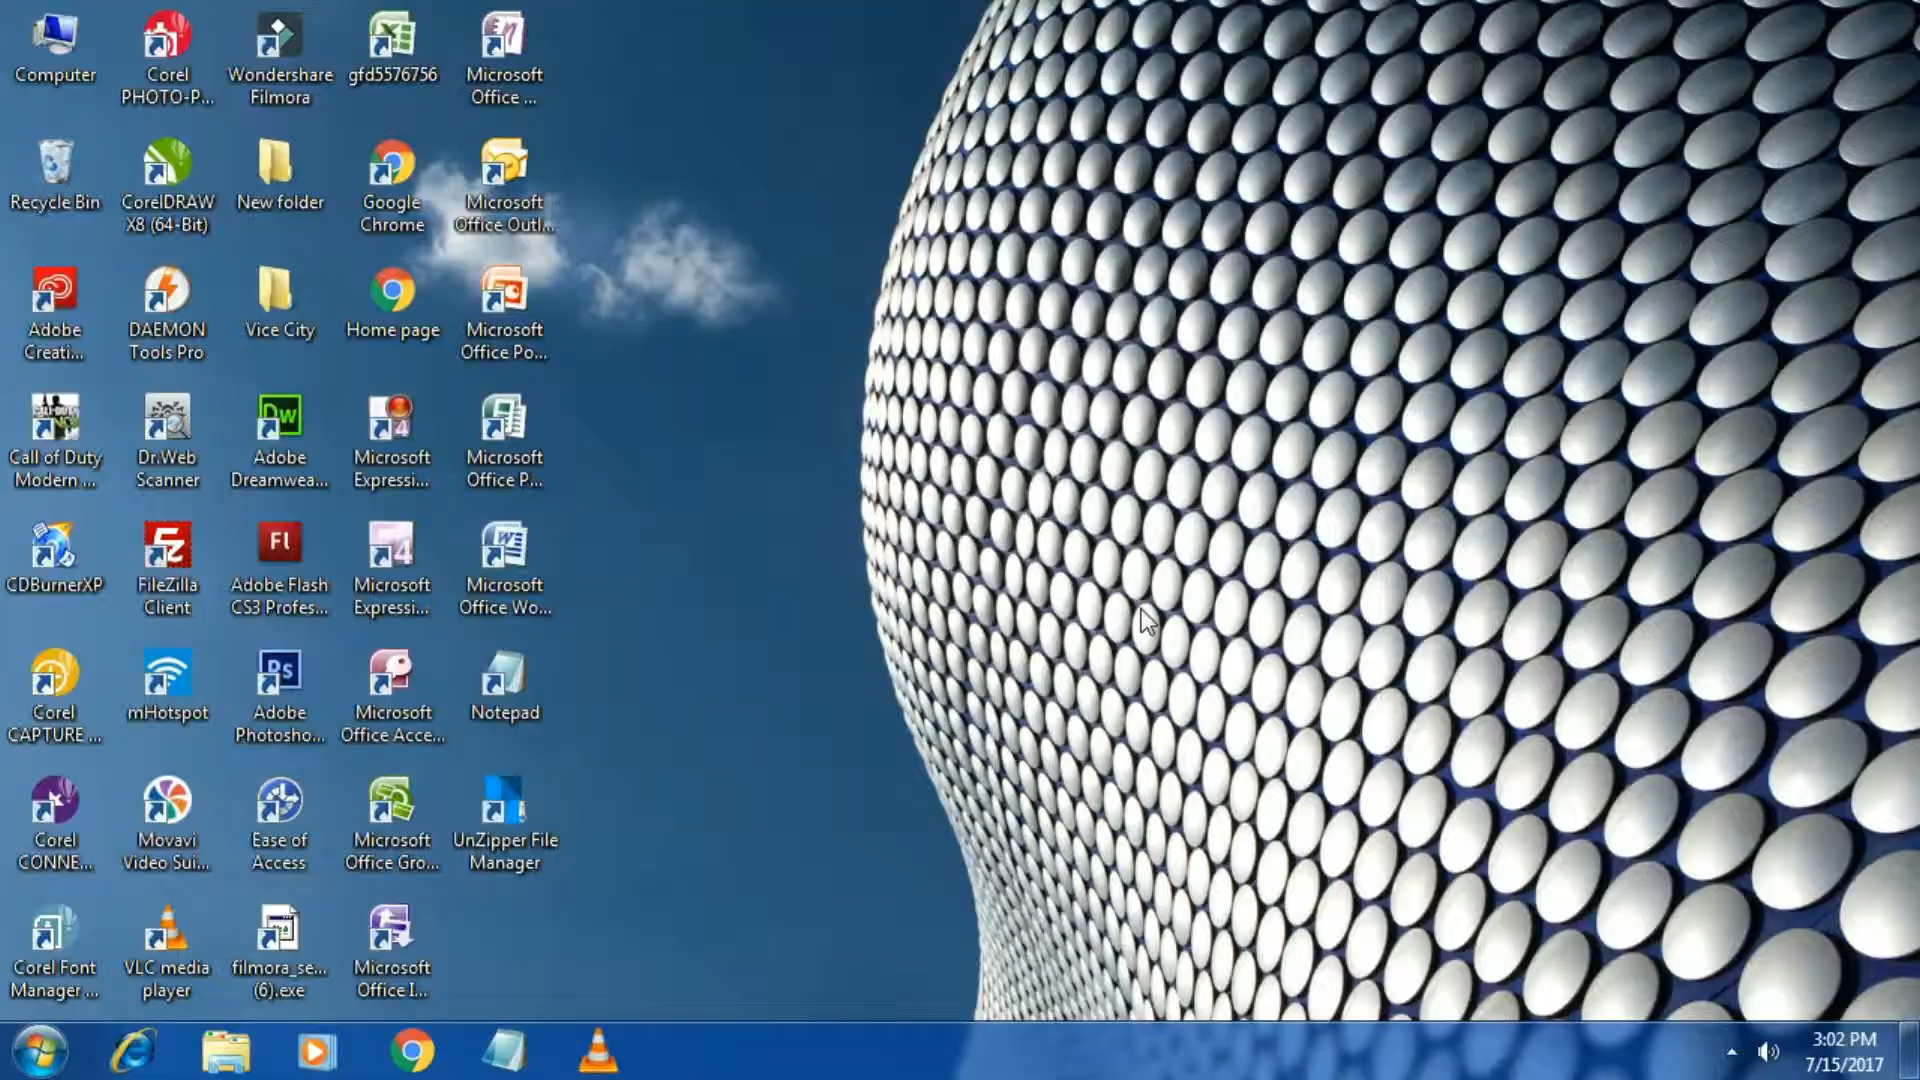 Computer
Corel
PHOTO-P...
Wondershare
Filmora
gfd5576756
Microsoft
Office ...
Recycle Bin
CorelDRAW
X8 (64-Bit)
New folder
Google
Chrome
Microsoft
Office Outl...
Adobe
Creati...
DAEMON
Tools Pro
Vice City
Home page
Microsoft
Office Po...
Call of Duty
Modern ...
Dr.Web
Scanner
Dw
Adobe
Dreamwea...
4
Microsoft
Expressi...
Microsoft
Office P...
CDBurnerXP
FileZilla
Client
Fl
Adobe Flash
CS3 Profes...
4
Microsoft
Expressi...
W
Microsoft
Office Wo...
Corel
CAPTURE ...
mHotspot
Ps
Adobe
Photosho...
Microsoft
Office Acce...
Notepad
Corel
CONNE...
Movavi
Video Sui...
Ease of
Access
Microsoft
Office Gro...
UnZipper File
Manager
Corel Font
Manager ...
VLC media
player
filmora_se...
(6).exe
Microsoft
Office I...
3:02 PM
7/15/2017